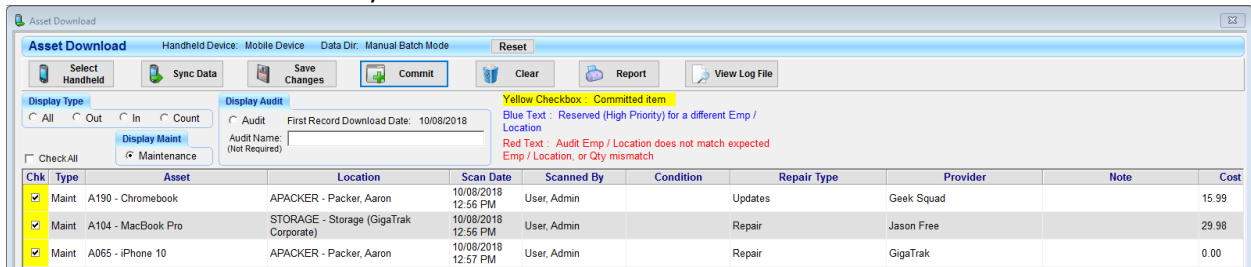 Asset Download
Asset Download Handheld Device: Mobile Device Data Dir: Manual Batch Mode Reset
Select Handheld Sync Data Save Changes Commit Clear Report View Log File
Display Type Display Audit Yellow Checkbox : Committed item
All Out In Count Audit First Record Download Date: 10/08/2018 Blue Text : Reserved (High Priority) for a different Emp /
Location
Display Maint Audit Name:
(Not Required)
Red Text : Audit Emp / Location does not match expected
Check All Maintenance Emp / Location, or Qty mismatch
Chk Type Asset Location Scan Date Scanned By Condition Repair Type Provider Note Cost
Maint A190 - Chromebook APACKER - Packer, Aaron 10/08/2018 12:56 PM User, Admin Updates Geek Squad 15.99
Maint A104 - MacBook Pro STORAGE - Storage (GigaTrak Corporate) 10/08/2018 12:56 PM User, Admin Repair Jason Free 29.98
Maint A065 - iPhone 10 APACKER - Packer, Aaron 10/08/2018 12:57 PM User, Admin Repair GigaTrak 0.00